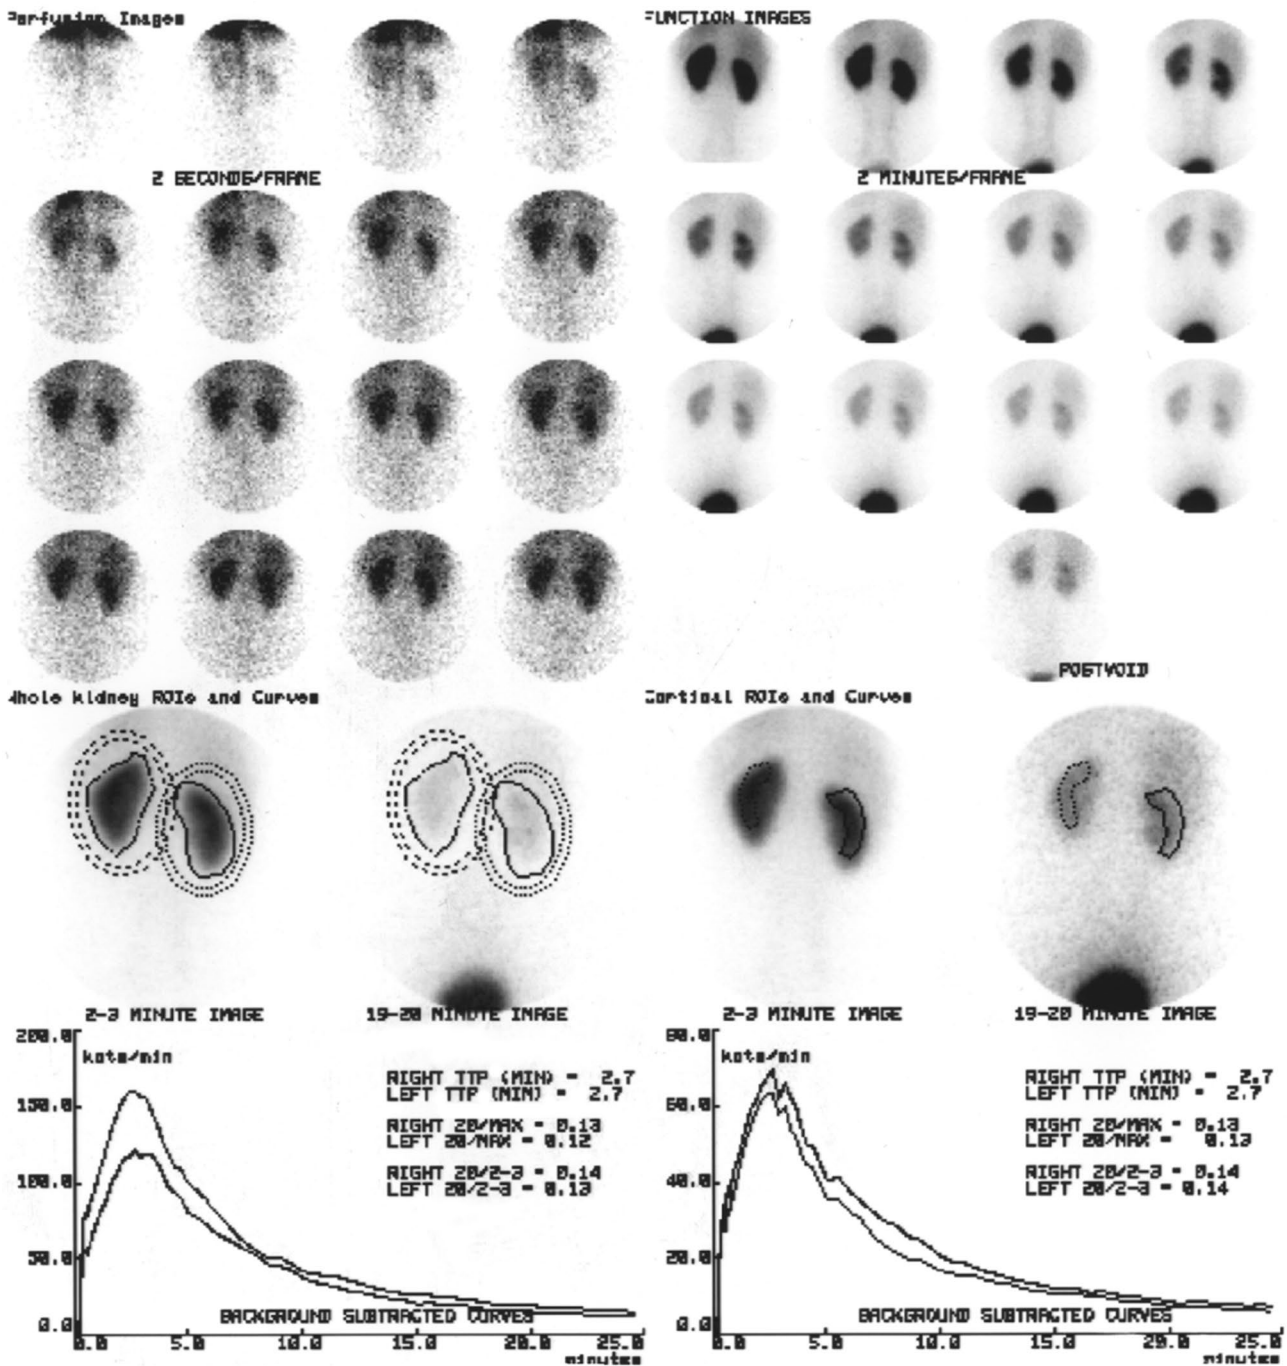 Perfusion Images
FUNCTION IMAGES
2 SECONDS/FRAME
2 MINUTES/FRAME
POSTVOID
Whole kidney ROIs and Curves
Cortical ROIs and Curves
2-3 MINUTE IMAGE
19-20 MINUTE IMAGE
2-3 MINUTE IMAGE
19-20 MINUTE IMAGE
200.0
kcts/min
150.0
100.0
50.0
0.0
RIGHT TTP (MIN) = 2.7
LEFT TTP (MIN) = 2.7
RIGHT 20/MAX = 0.13
LEFT 20/MAX = 0.12
RIGHT 20/2-3 = 0.14
LEFT 20/2-3 = 0.13
BACKGROUND SUBTRACTED CURVES
0.0 5.0 10.0 15.0 20.0 25.0
minutes
80.0
kcts/min
60.0
40.0
20.0
0.0
RIGHT TTP (MIN) = 2.7
LEFT TTP (MIN) = 2.7
RIGHT 20/MAX = 0.13
LEFT 20/MAX = 0.13
RIGHT 20/2-3 = 0.14
LEFT 20/2-3 = 0.14
BACKGROUND SUBTRACTED CURVES
0.0 5.0 10.0 15.0 20.0 25.0
minutes